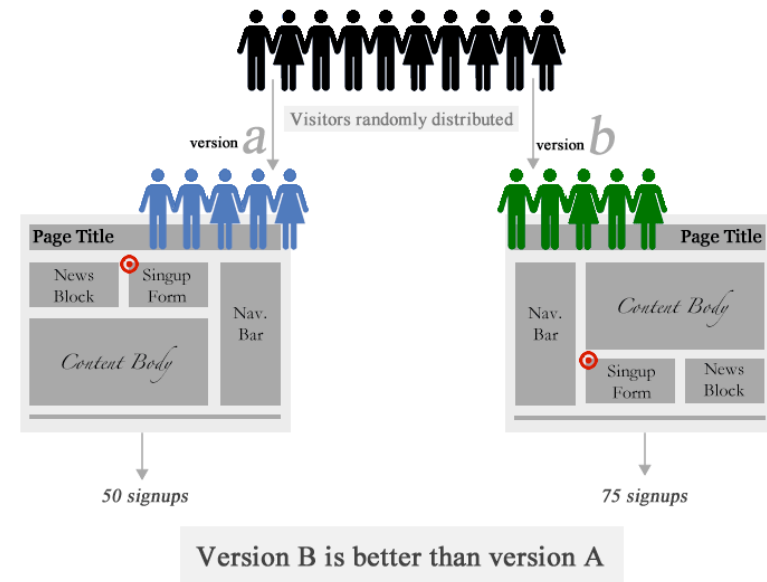 Visitors randomly distributed
version a
version b
Page Title
News
Block
Singup
Form
Nav.
Bar
Content Body
Page Title
Nav.
Bar
Content Body
Singup
Form
News
Block
50 signups
75 signups
Version B is better than version A